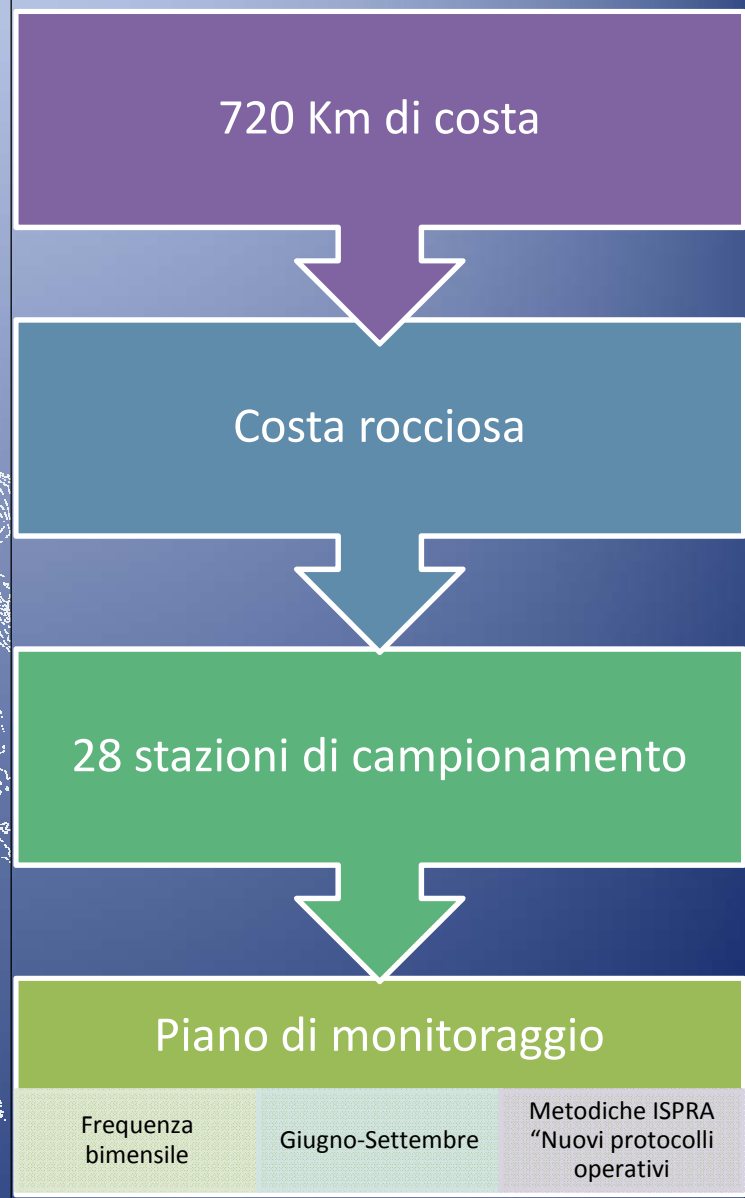 720 Km di costa
Costa rocciosa
28 stazioni di campionamento
Piano di monitoraggio
Frequenza
bimensile
Giugno-Settembre
Metodiche ISPRA
“Nuovi protocolli
operativi